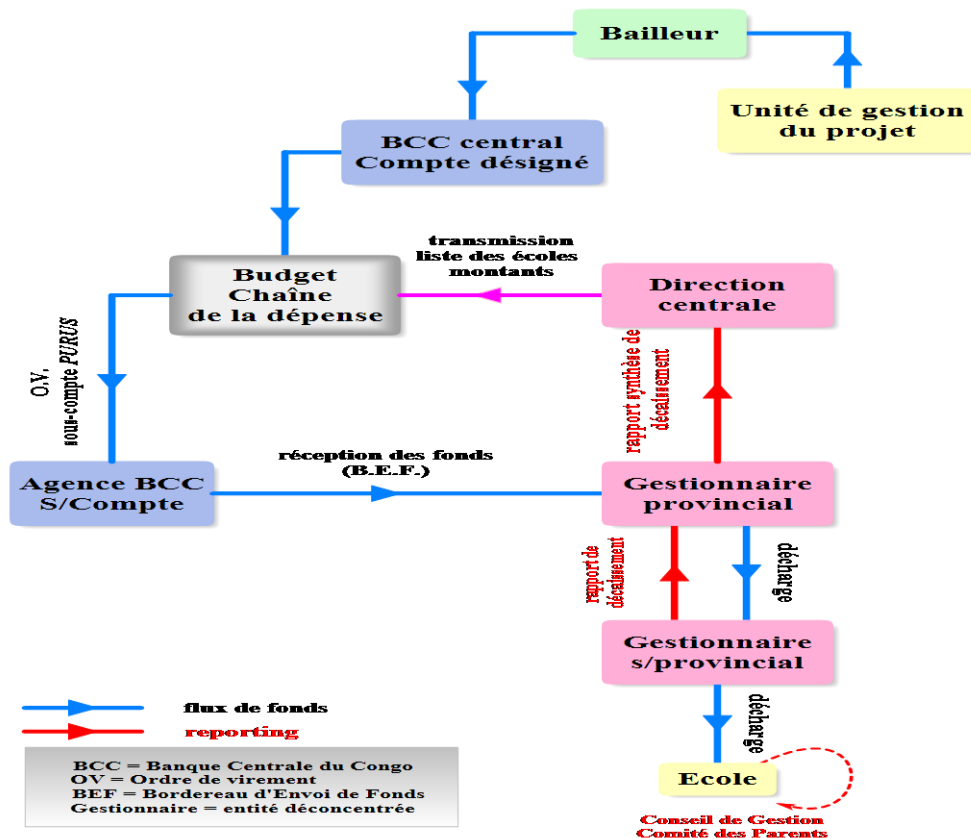 Bailleur
Unité de gestion
du projet
BCC central
Compte désigné
transmission
liste des écoles
montants
Budget
Chaîne
de la dépense
Direction
centrale
O.V.
sous-compte PURUS
rapport synthèse de
décaissement
réception des fonds
(B.E.F.)
Agence BCC
S/Compte
Gestionnaire
provincial
rapport de
décaissement
décharge
Gestionnaire
s/provincial
décharge
flux de fonds
reporting
Ecole
BCC = Banque Centrale du Congo
OV = Ordre de virement
BEF = Bordereau d'Envoi de Fonds
Gestionnaire = entité déconcentrée
Conseil de Gestion
Comité des Parents